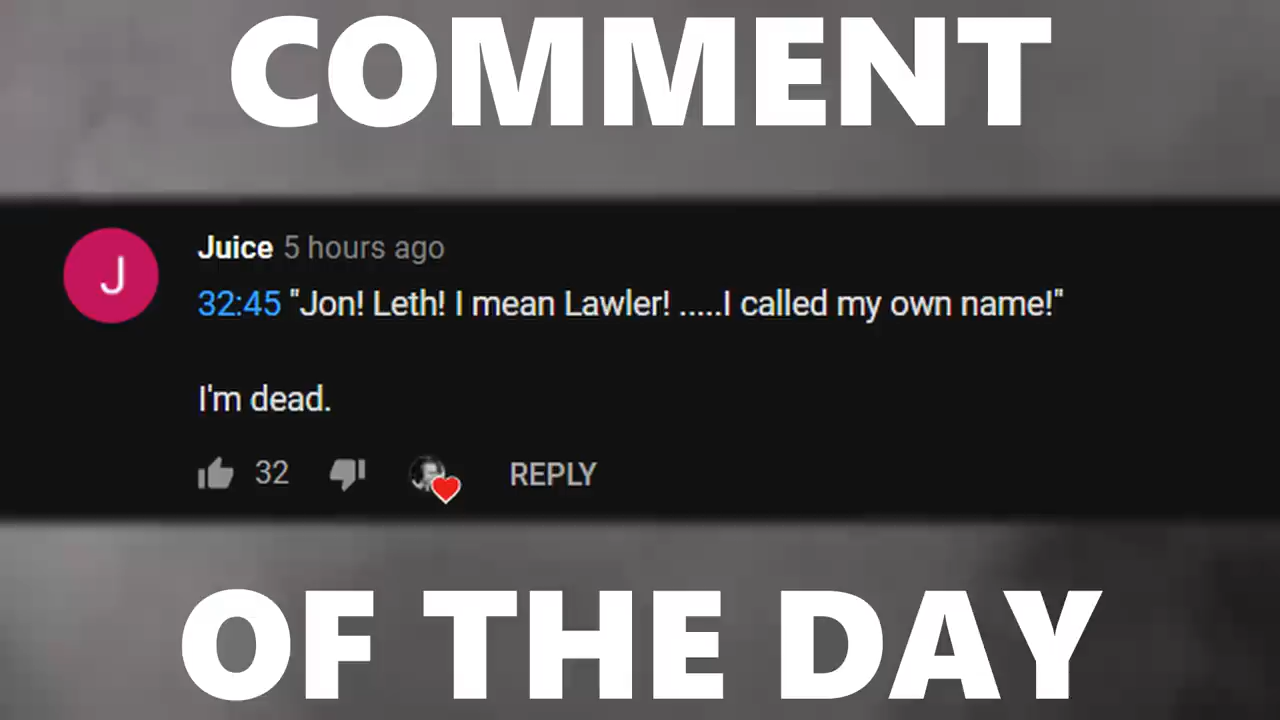 COMMENT
J
Juice 5 hours ago
32:45 "Jon! Leth! I mean Lawler! .....I called my own name!"
I'm dead.
32 REPLY
OF THE DAY